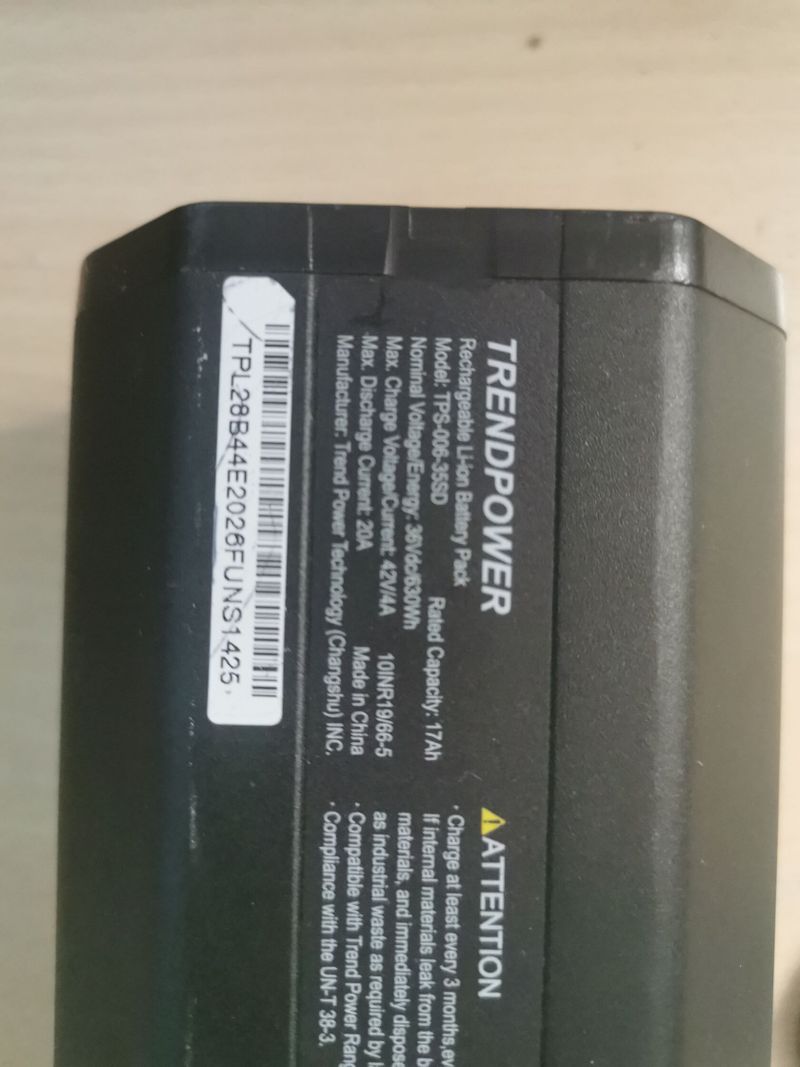 TRENDPOWER
Rechargeable Li-ion Battery Pack
Model: TPS-006-35SD Rated Capacity: 17Ah
Nominal Voltage/Energy: 36Vdc/630Wh
Max. Charge Voltage/Current: 42V/4A 10INR19/66-5
Max. Discharge Current: 20A Made in China
Manufacturer: Trend Power Technology (Changshu) INC.
TPL28B44E2026FUNS1425
⚠ATTENTION
· Charge at least every 3 months,
If internal materials leak from the
materials, and immediately
as industrial waste as required by
· Compatible with Trend Power
· Compliance with the UN-T 38-3.